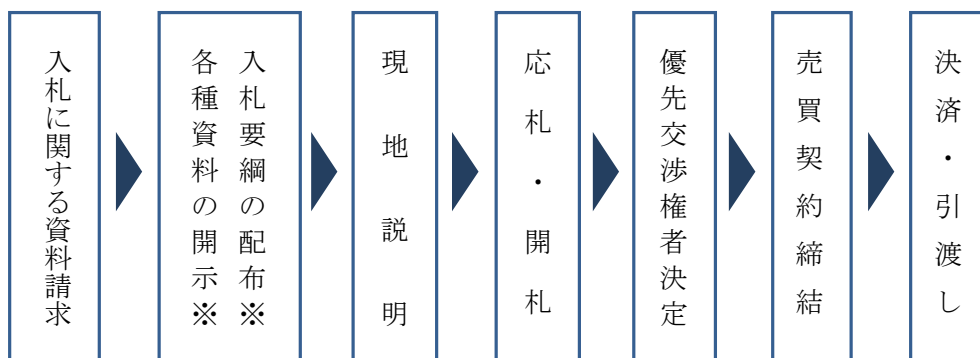 入札に関する資料請求
入札要綱の配布※
各種資料の開示※
現地説明
応札・開札
優先交渉権者決定
売買契約締結
決済・引渡し